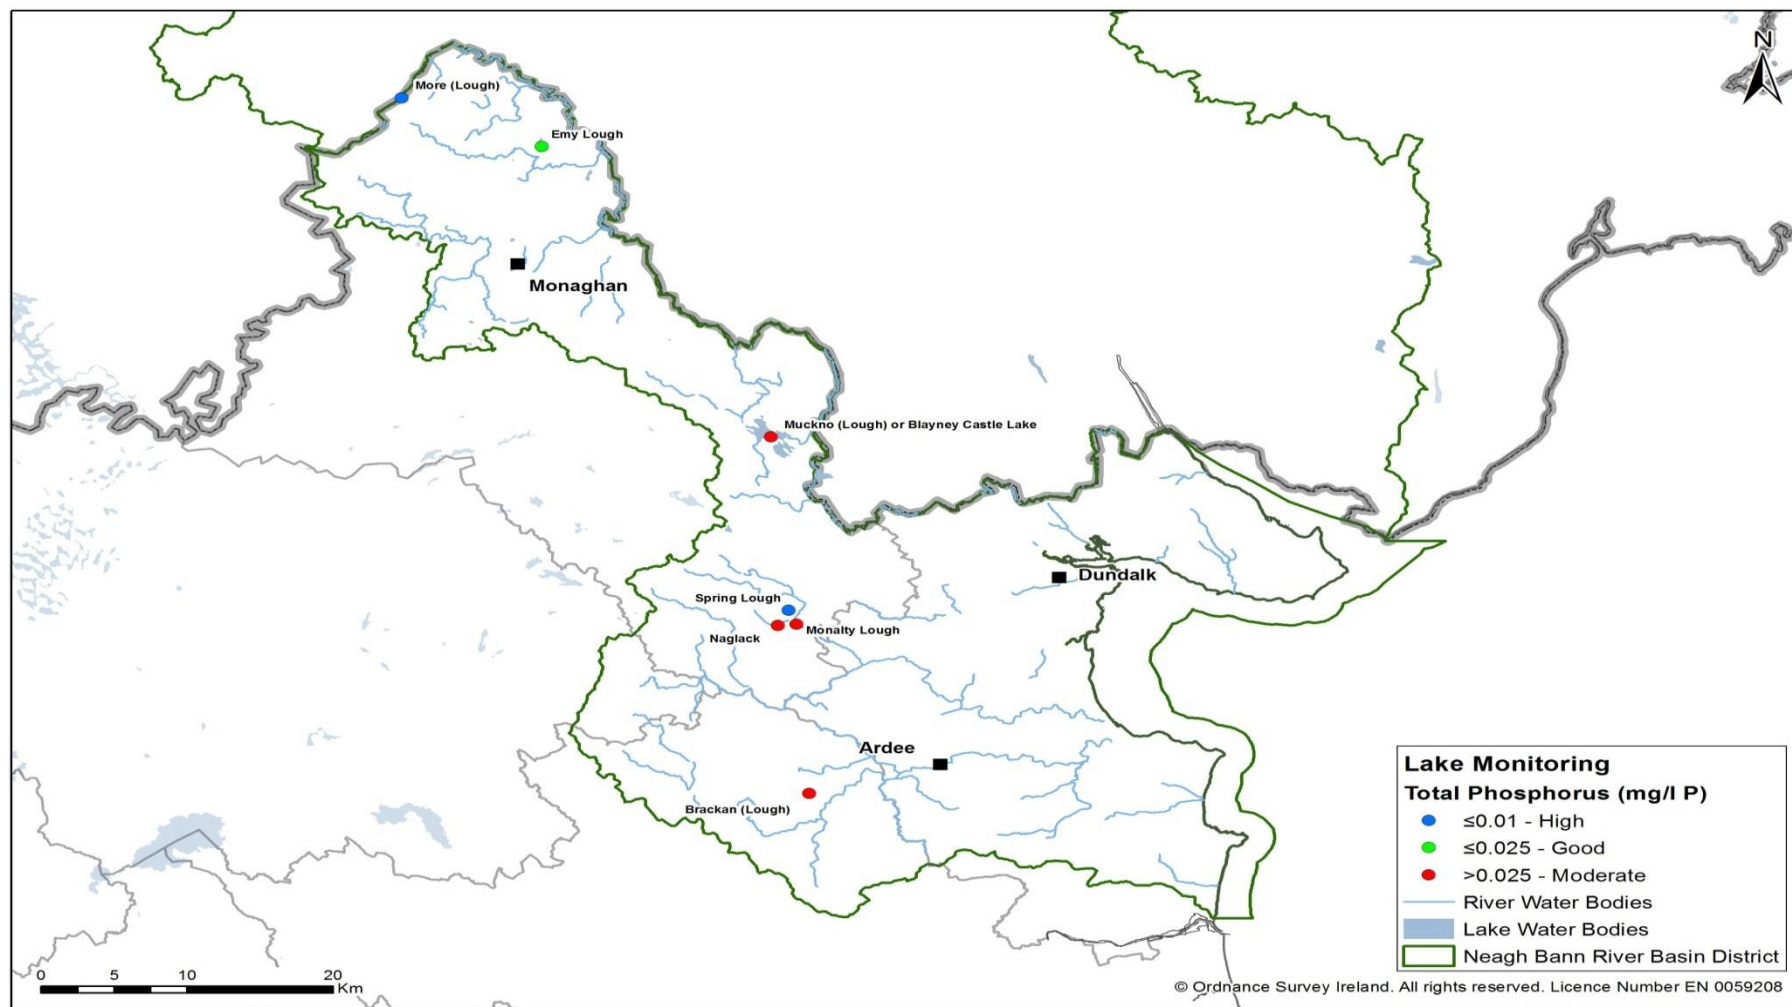 N
More (Lough)
Emy Lough
Monaghan
Muckno (Lough) or Blayney Castle Lake
Dundalk
Spring Lough
Naglack
Monalty Lough
Ardee
Brackan (Lough)
Lake Monitoring
Total Phosphorus (mg/l P)
≤0.01 - High
≤0.025 - Good
>0.025 - Moderate
River Water Bodies
Lake Water Bodies
Neagh Bann River Basin District
0 5 10 20
Km
© Ordnance Survey Ireland. All rights reserved. Licence Number EN 0059208